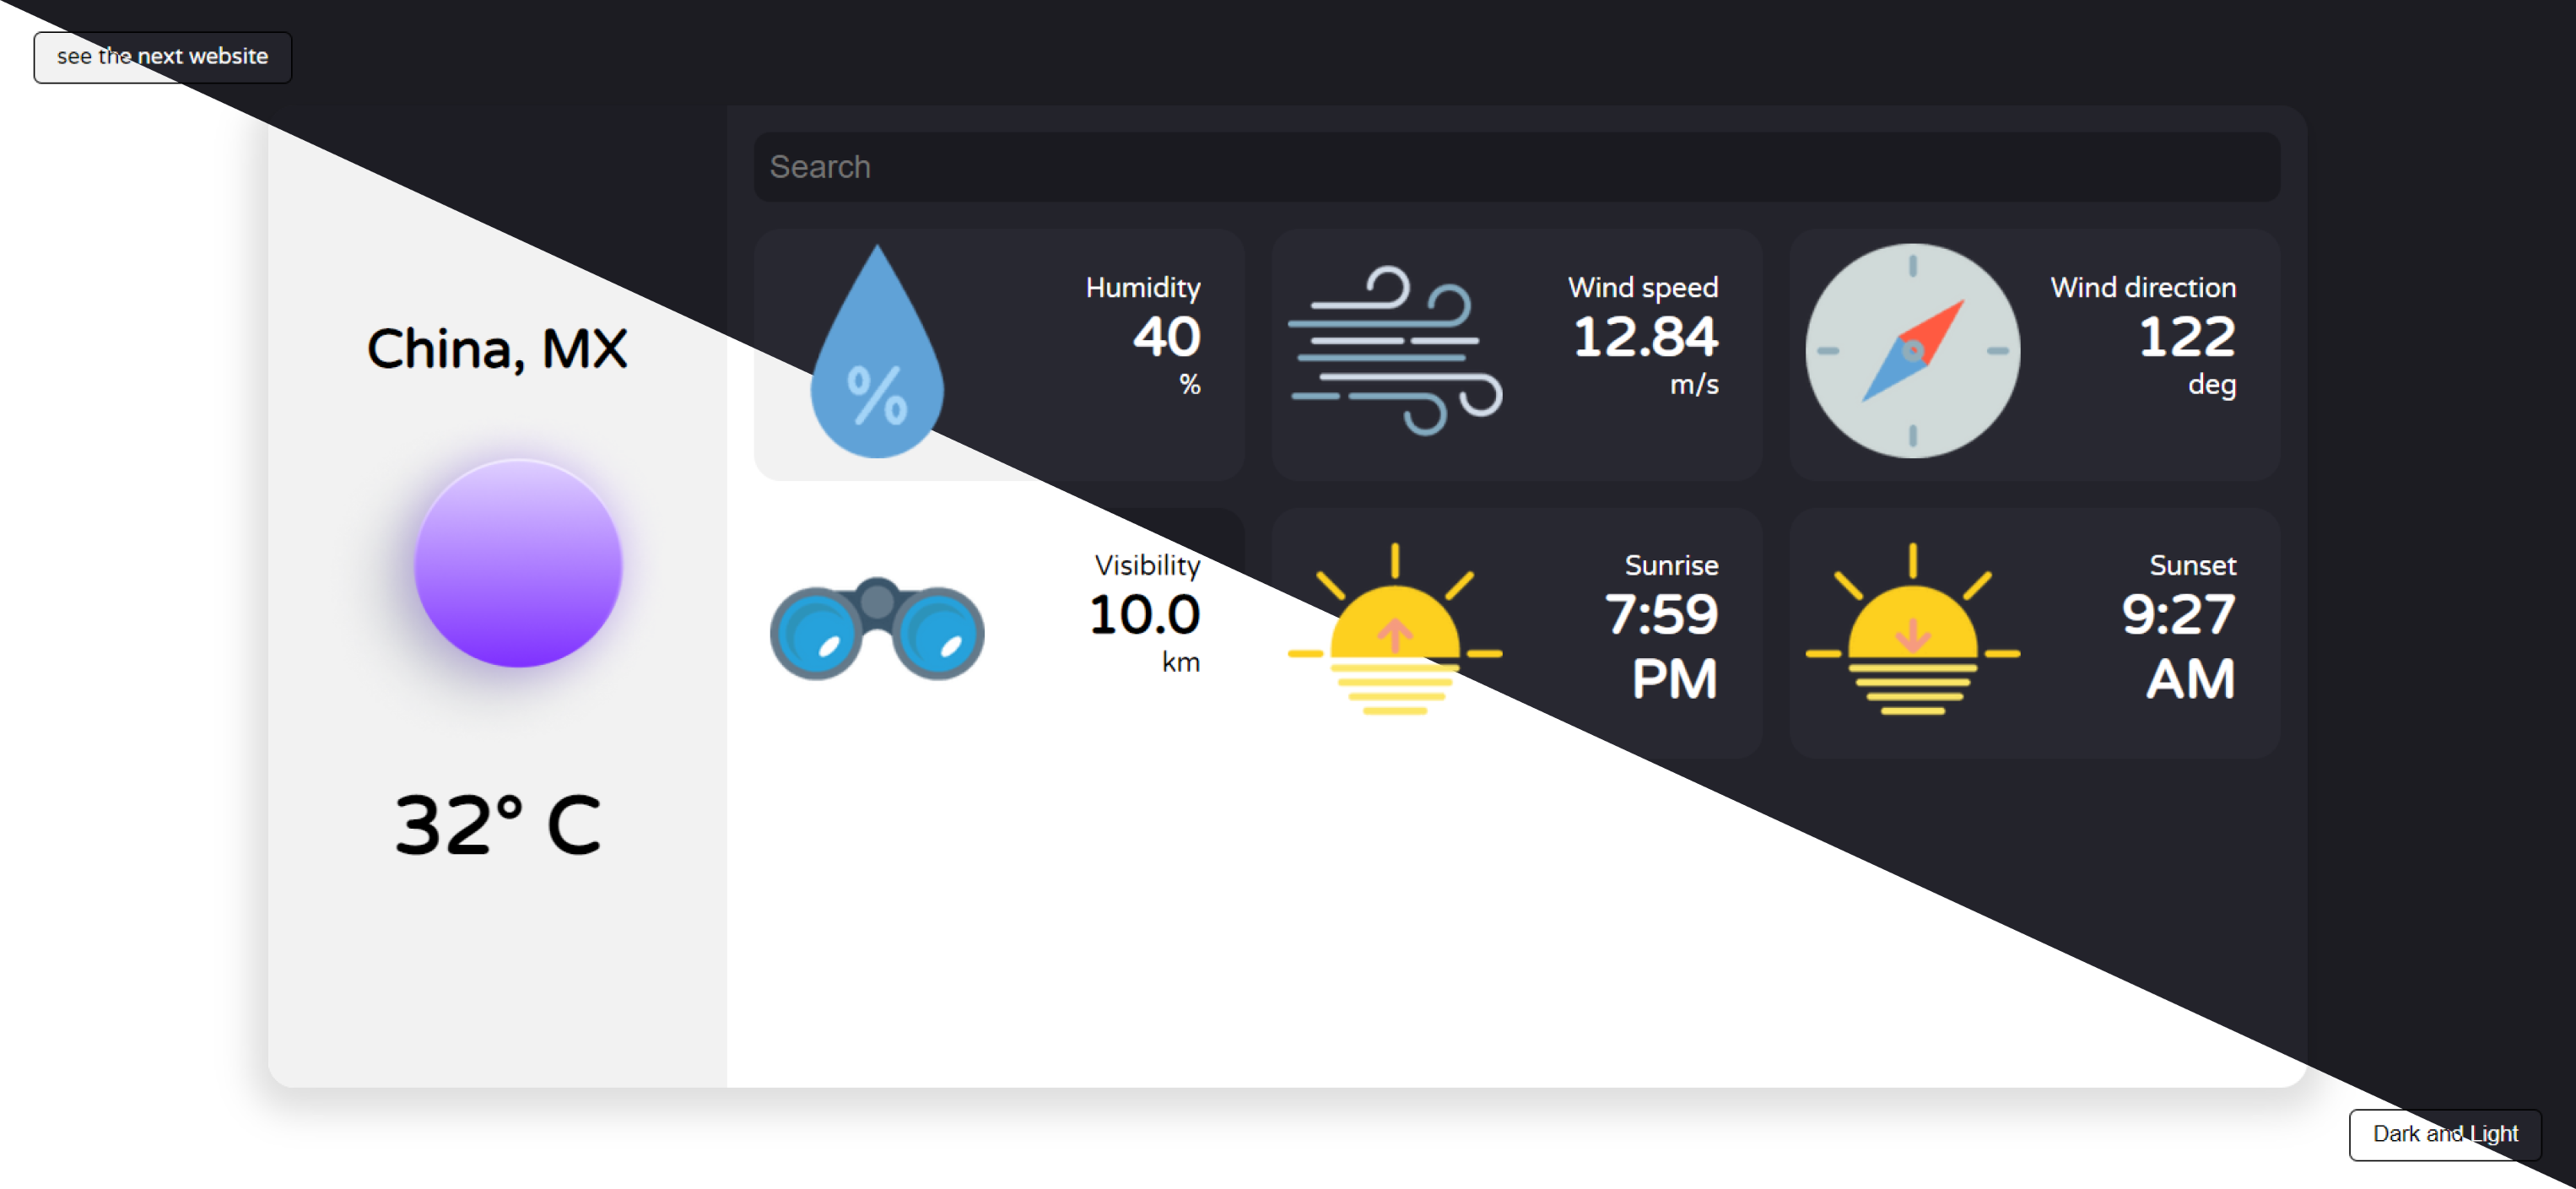 see the next website
Search
China, MX
32° C
Humidity
40
%
Wind speed
12.84
m/s
Wind direction
122
deg
Visibility
10.0
km
Sunrise
7:59
PM
Sunset
9:27
AM
Dark and Light